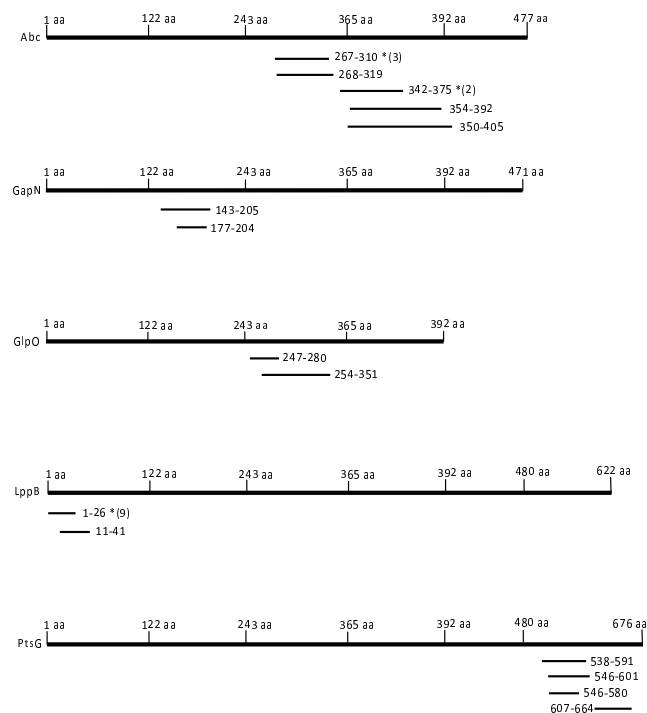 1 aa 122 aa 243 aa 365 aa 392 aa 477 aa
Abc
267-310 *(3)
268-319
342-375 *(2)
354-392
350-405
1 aa 122 aa 243 aa 365 aa 392 aa 471 aa
GapN
143-205
177-204
1 aa 122 aa 243 aa 365 aa 392 aa
GlpO
247-280
254-351
1 aa 122 aa 243 aa 365 aa 392 aa 480 aa 622 aa
LppB
1-26 *(9)
11-41
1 aa 122 aa 243 aa 365 aa 392 aa 480 aa 676 aa
PtsG
538-591
546-601
546-580
607-664